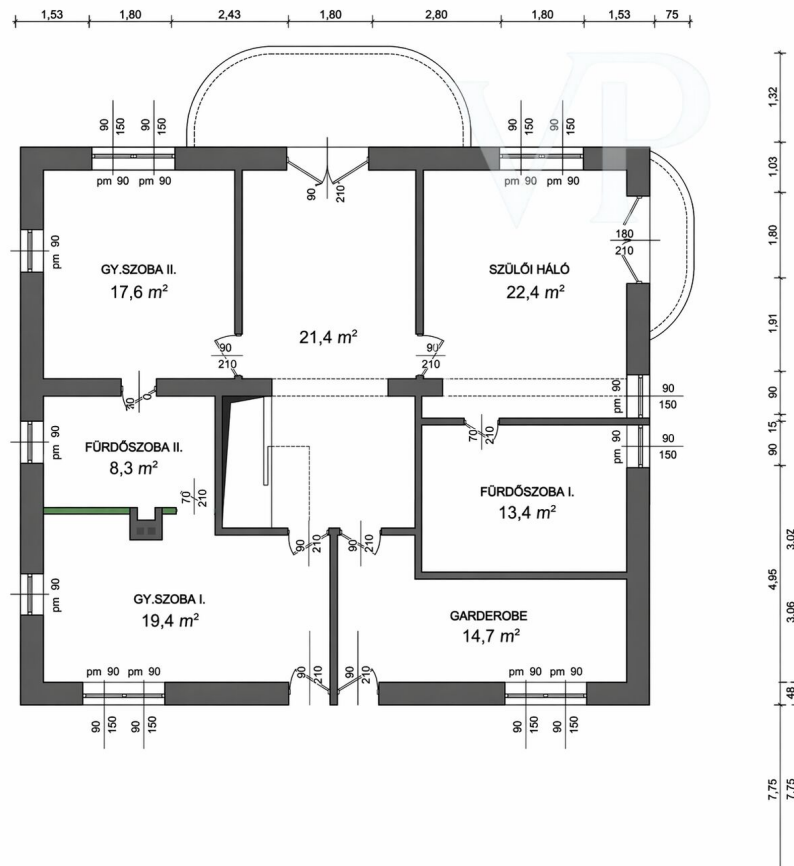 1,53 1,80 2,43 1,80 2,80 1,80 1,53 75
VP
1,32
90 150 90 150
90 150 90 150
1,03
pm 90 pm 90
90 210
pm 90 pm 90
pm 90
180
210
1,80
GY.SZOBA II.
17,6 m²
SZÜLŐI HÁLÓ
22,4 m²
21,4 m²
1,91
90
210
90
210
pm 90
90
150
90
pm 90
FÜRDŐSZOBA II.
8,3 m²
70 210
70 210
pm 90
90
150
15
90
FÜRDŐSZOBA I.
13,4 m²
90 210
90 210
3,02
4,95
pm 90
GY.SZOBA I.
19,4 m²
GARDEROBE
14,7 m²
3,06
pm 90 pm 90
90 210
90 210
pm 90 pm 90
48
90 150 90 150
90 150 90 150
7,75
7,75